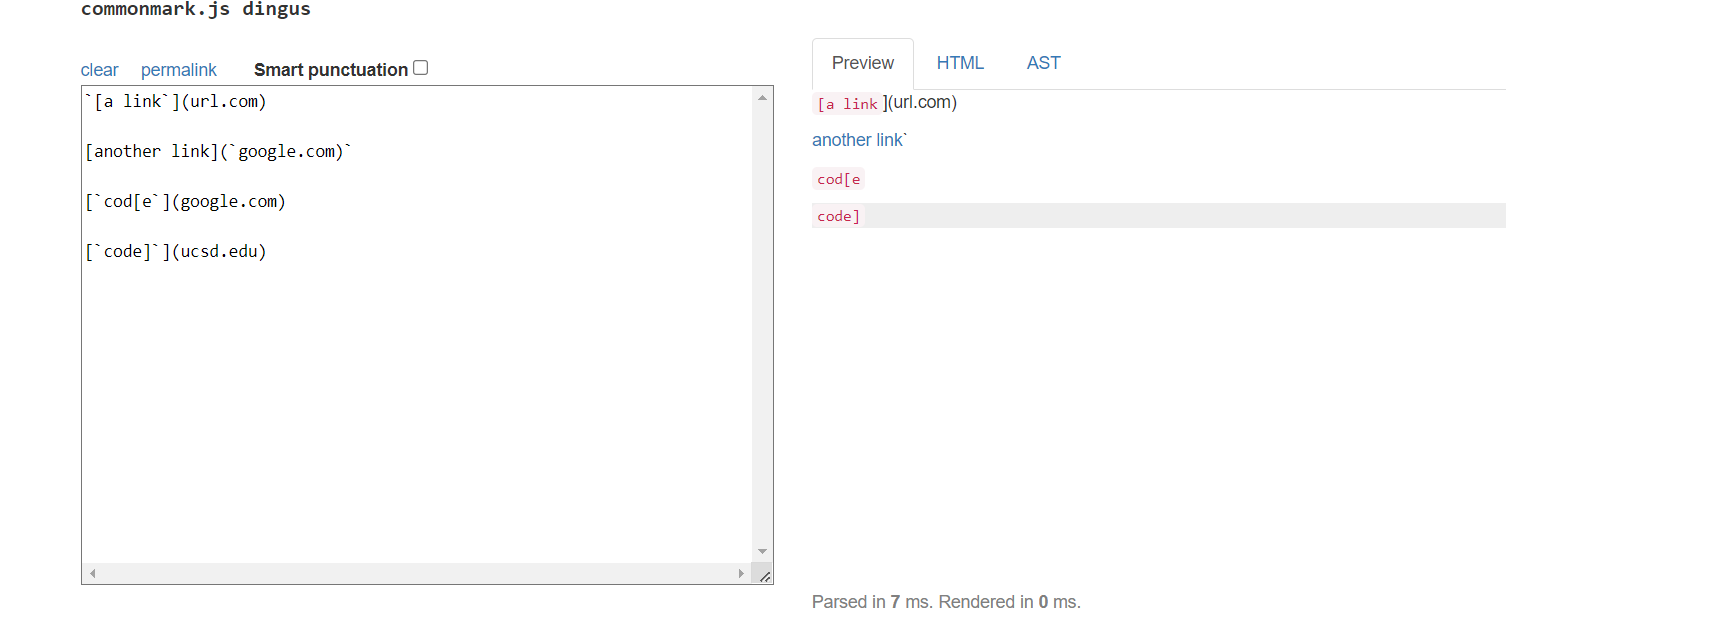 commonmark.js dingus
clear permalink Smart punctuation
`[a link`](url.com)
[another link](`google.com)`
[`cod[e`](google.com)
[`code]`](ucsd.edu)
Preview HTML AST
[a link](url.com)
another link`
cod[e
code]
Parsed in 7 ms. Rendered in 0 ms.